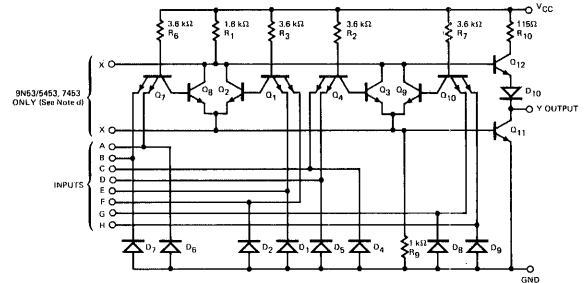 VCC
3.6 kΩ 1.6 kΩ 3.6 kΩ 3.6 kΩ 3.6 kΩ 115Ω
R6 R1 R3 R2 R7 R10
X
Q12
9N53/5453, 7453
ONLY (See Note d)
Q7 Q8 Q2 Q1 Q4 Q3 Q9 Q10
D10
Y OUTPUT
X
Q11
A
B
C
INPUTS D
E
F
G
H
D7 D6 D2 D1 D5 D4 1 kΩ R9 D8 D9
GND